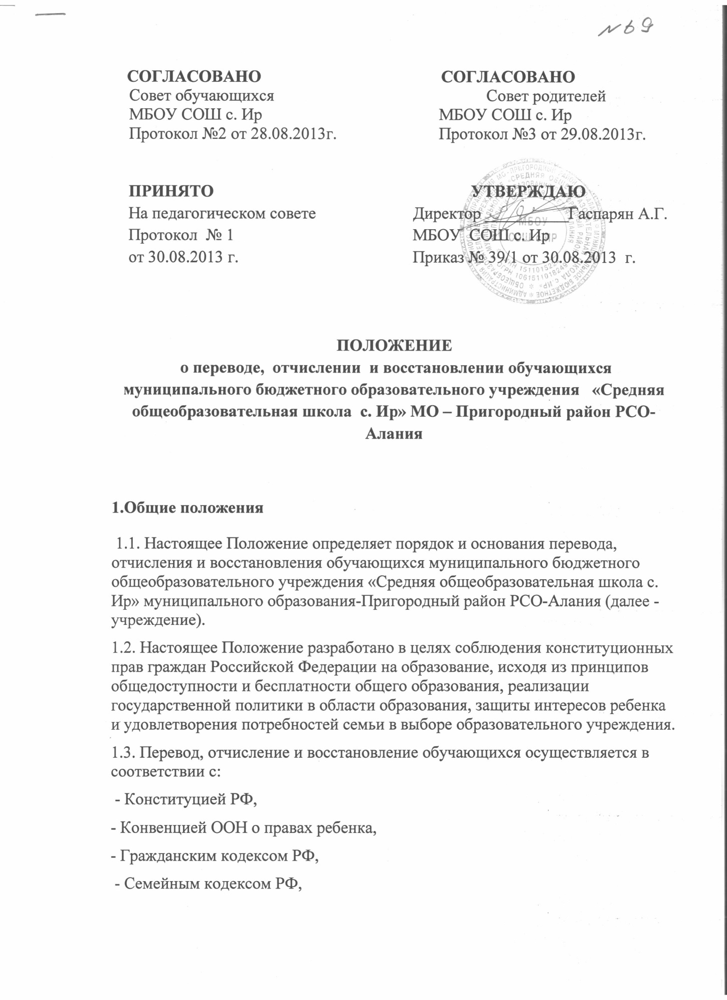 СОГЛАСОВАНО
Совет обучающихся
МБОУ СОШ с. Ир
Протокол №2 от 28.08.2013г.
СОГЛАСОВАНО
Совет родителей
МБОУ СОШ с. Ир
Протокол №3 от 29.08.2013г.
ПРИНЯТО
На педагогическом совете
Протокол № 1
от 30.08.2013 г.
УТВЕРЖДАЮ
Директор __________Гаспарян А.Г.
МБОУ СОШ с. Ир
Приказ № 39/1 от 30.08.2013 г.
МБОУ
СОШ с ИР
ОГРН 1061511018249
ПОЛОЖЕНИЕ
о переводе, отчислении и восстановлении обучающихся
муниципального бюджетного образовательного учреждения «Средняя
общеобразовательная школа с. Ир» МО – Пригородный район РСО-
Алания
1.Общие положения
1.1. Настоящее Положение определяет порядок и основания перевода,
отчисления и восстановления обучающихся муниципального бюджетного
общеобразовательного учреждения «Средняя общеобразовательная школа с.
Ир» муниципального образования-Пригородный район РСО-Алания (далее -
учреждение).
1.2. Настоящее Положение разработано в целях соблюдения конституционных
прав граждан Российской Федерации на образование, исходя из принципов
общедоступности и бесплатности общего образования, реализации
государственной политики в области образования, защиты интересов ребенка
и удовлетворения потребностей семьи в выборе образовательного учреждения.
1.3. Перевод, отчисление и восстановление обучающихся осуществляется в
соответствии с:
- Конституцией РФ,
- Конвенцией ООН о правах ребенка,
- Гражданским кодексом РФ,
- Семейным кодексом РФ,